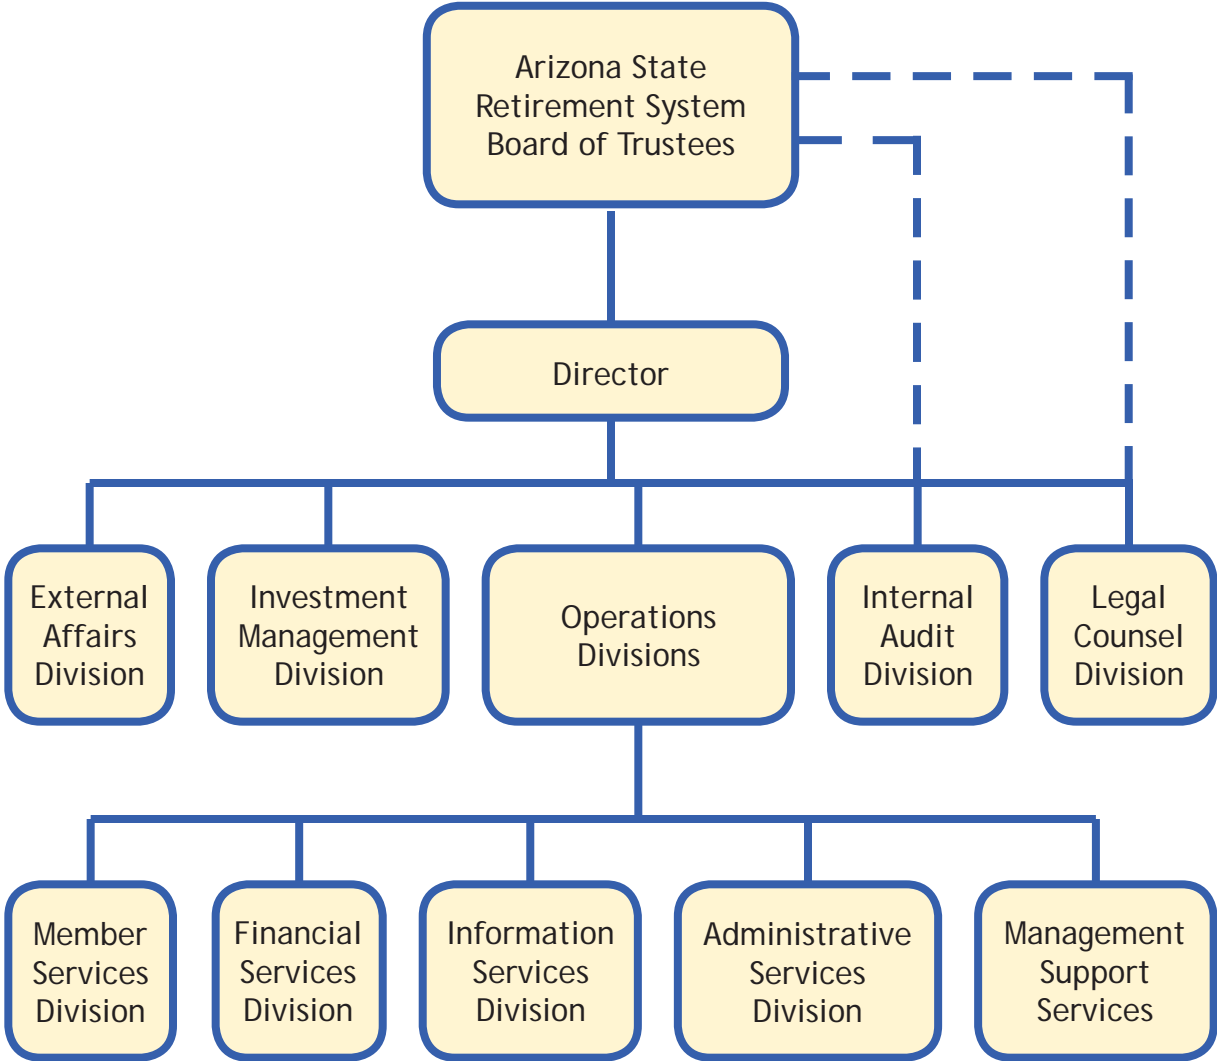 Arizona State
Retirement System
Board of Trustees
Director
External
Affairs
Division
Investment
Management
Division
Operations
Divisions
Internal
Audit
Division
Legal
Counsel
Division
Member
Services
Division
Financial
Services
Division
Information
Services
Division
Administrative
Services
Division
Management
Support
Services